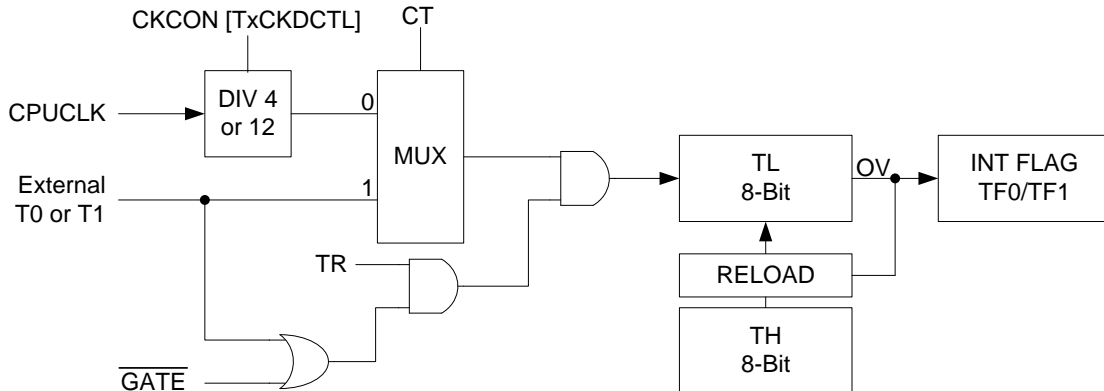 CKCON [TxCKDCTL]
CT
CPUCLK
DIV 4
or 12
0
MUX
External
T0 or T1
1
TL
8-Bit
OV
INT FLAG
TF0/TF1
TR
RELOAD
TH
8-Bit
GATE